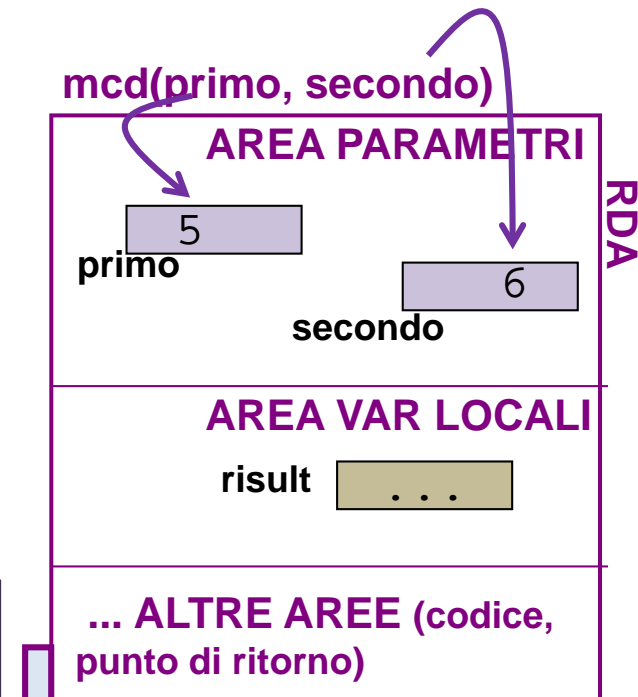 mcd(primo, secondo)
AREA PARAMETRI
RDA
5
primo
6
secondo
AREA VAR LOCALI
risult ...
... ALTRE AREE (codice,
punto di ritorno)